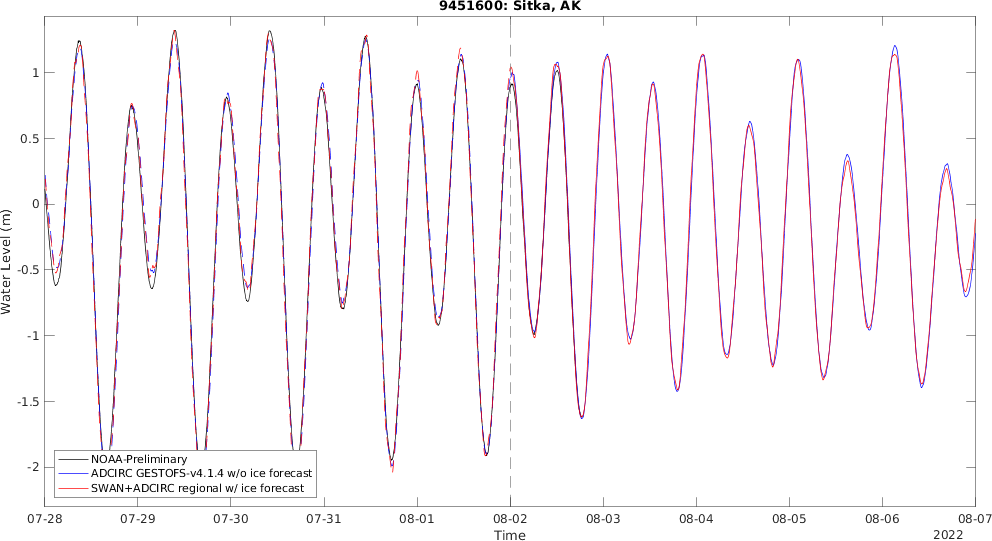 9451600: Sitka, AK
Water Level (m)
1
0.5
0
-0.5
-1
-1.5
-2
NOAA-Preliminary
ADCIRC GESTOFS-v4.1.4 w/o ice forecast
SWAN+ADCIRC regional w/ ice forecast
07-28 07-29 07-30 07-31 08-01 08-02 08-03 08-04 08-05 08-06 08-07
Time
2022